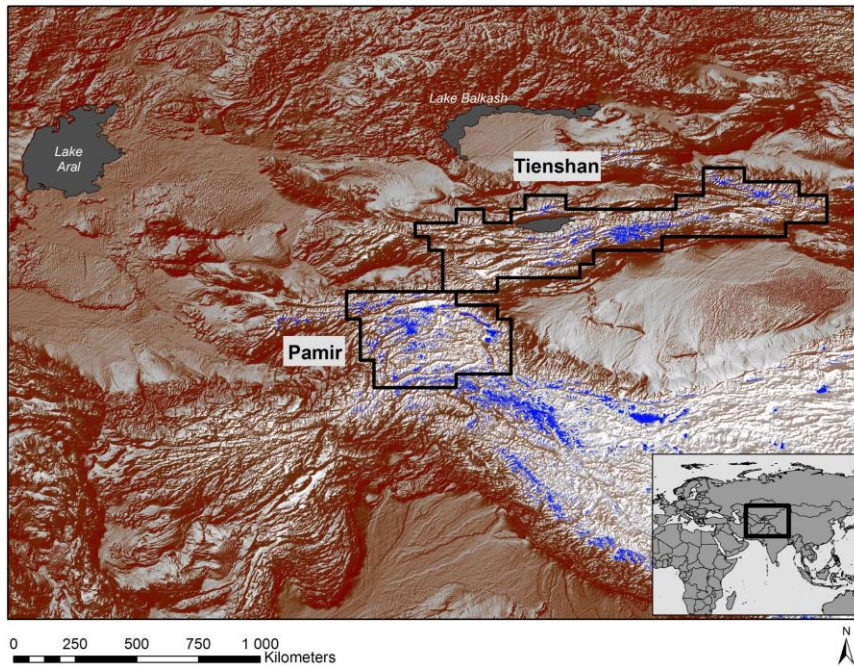 Lake Balkash
Lake
Aral
Tienshan
Pamir
0 250 500 750 1 000
Kilometers
N